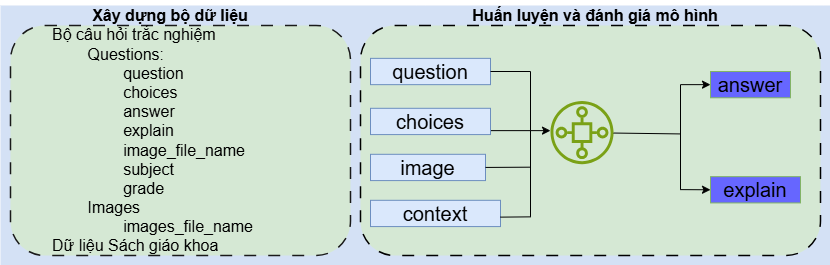 Xây dựng bộ dữ liệu
Bộ câu hỏi trắc nghiệm
Questions:
question
choices
answer
explain
image_file_name
subject
grade
Images
images_file_name
Dữ liệu Sách giáo khoa
Huấn luyện và đánh giá mô hình
question
choices
image
context
answer
explain